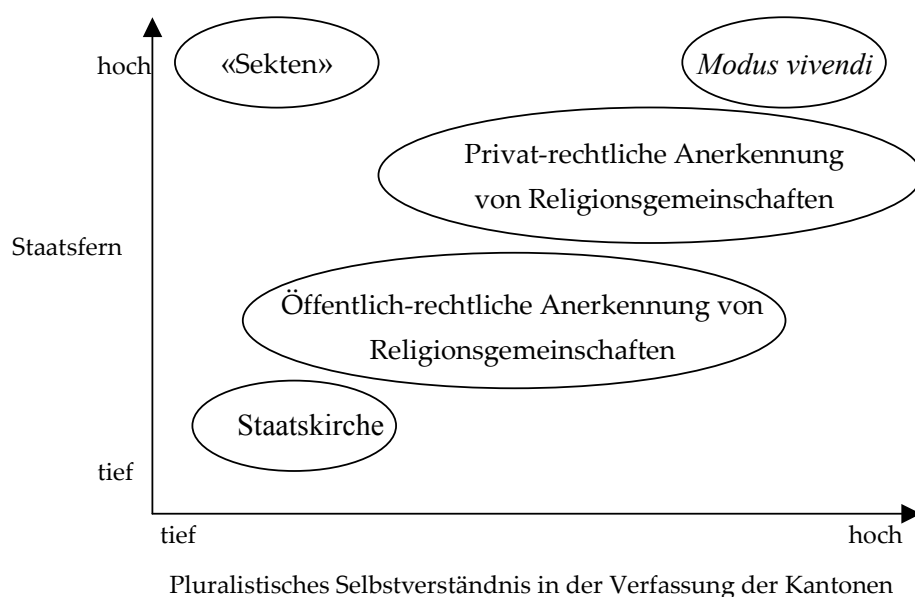 hoch
«Sekten»
Modus vivendi
Privat-rechtliche Anerkennung
von Religionsgemeinschaften
Staatsfern
Öffentlich-rechtliche Anerkennung von
Religionsgemeinschaften
Staatskirche
tief
tief
hoch
Pluralistisches Selbstverständnis in der Verfassung der Kantonen